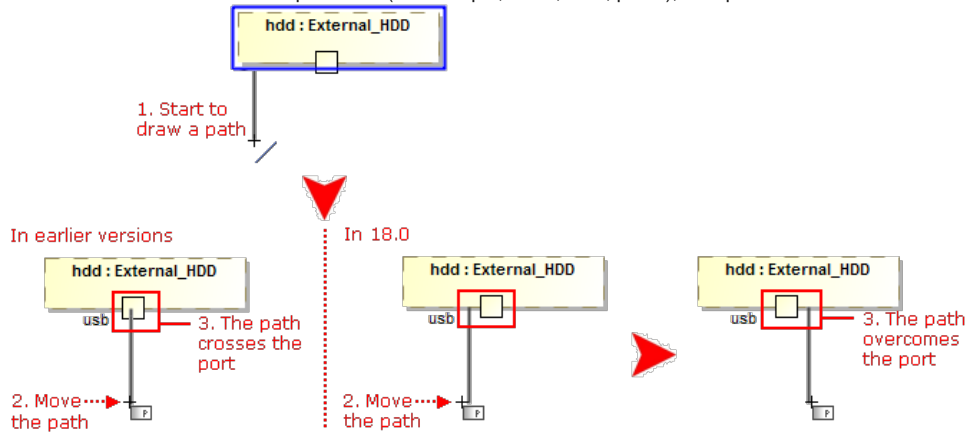 hdd : External_HDD
1. Start to
draw a path
In earlier versions
In 18.0
hdd : External_HDD
usb
3. The path
crosses the
port
2. Move
the path
P
hdd : External_HDD
usb
2. Move
the path
P
hdd : External_HDD
usb
3. The path
overcomes
the port
P